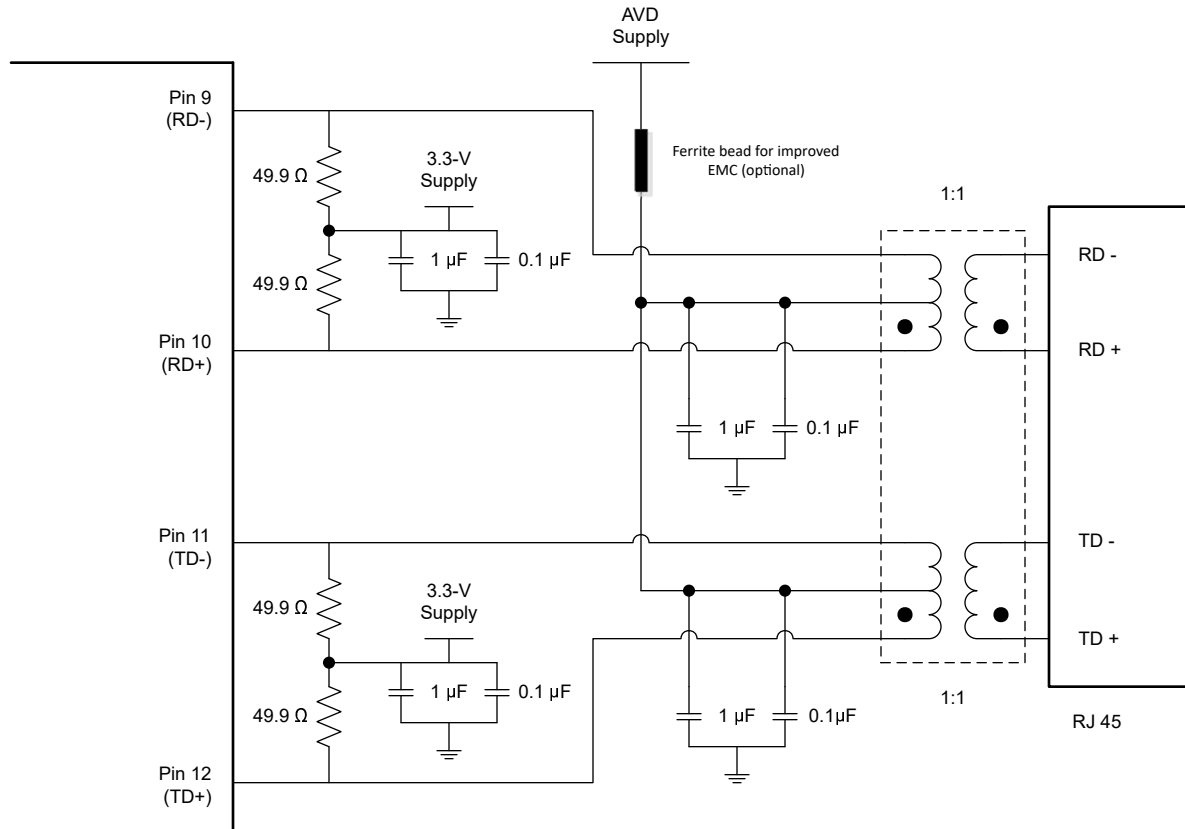 AVD
Supply
Pin 9
(RD-)
49.9 Ω
3.3-V
Supply
Ferrite bead for improved
EMC (optional)
1:1
1 µF
0.1 µF
RD -
49.9 Ω
Pin 10
(RD+)
RD +
1 µF
0.1 µF
Pin 11
(TD-)
TD -
49.9 Ω
3.3-V
Supply
TD +
1 µF
0.1 µF
1:1
49.9 Ω
1 µF
0.1µF
RJ 45
Pin 12
(TD+)